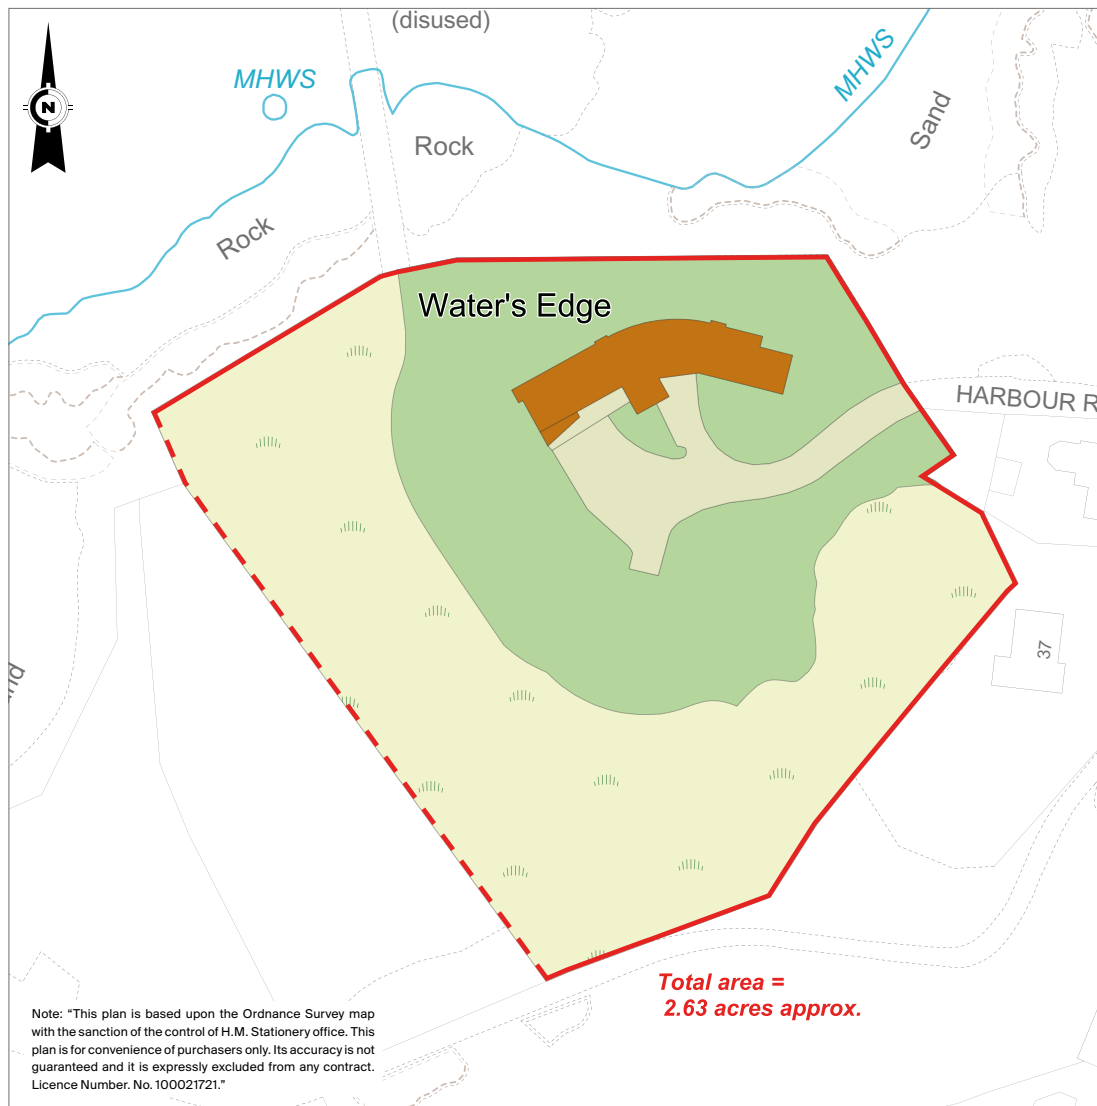 (disused)
MHWS
MHWS
N
Rock
Sand
Rock
Water's Edge
HARBOUR R
37
Total area =
2.63 acres approx.
Note: “This plan is based upon the Ordnance Survey map
with the sanction of the control of H.M. Stationery office. This
plan is for convenience of purchasers only. Its accuracy is not
guaranteed and it is expressly excluded from any contract.
Licence Number. No. 100021721.”